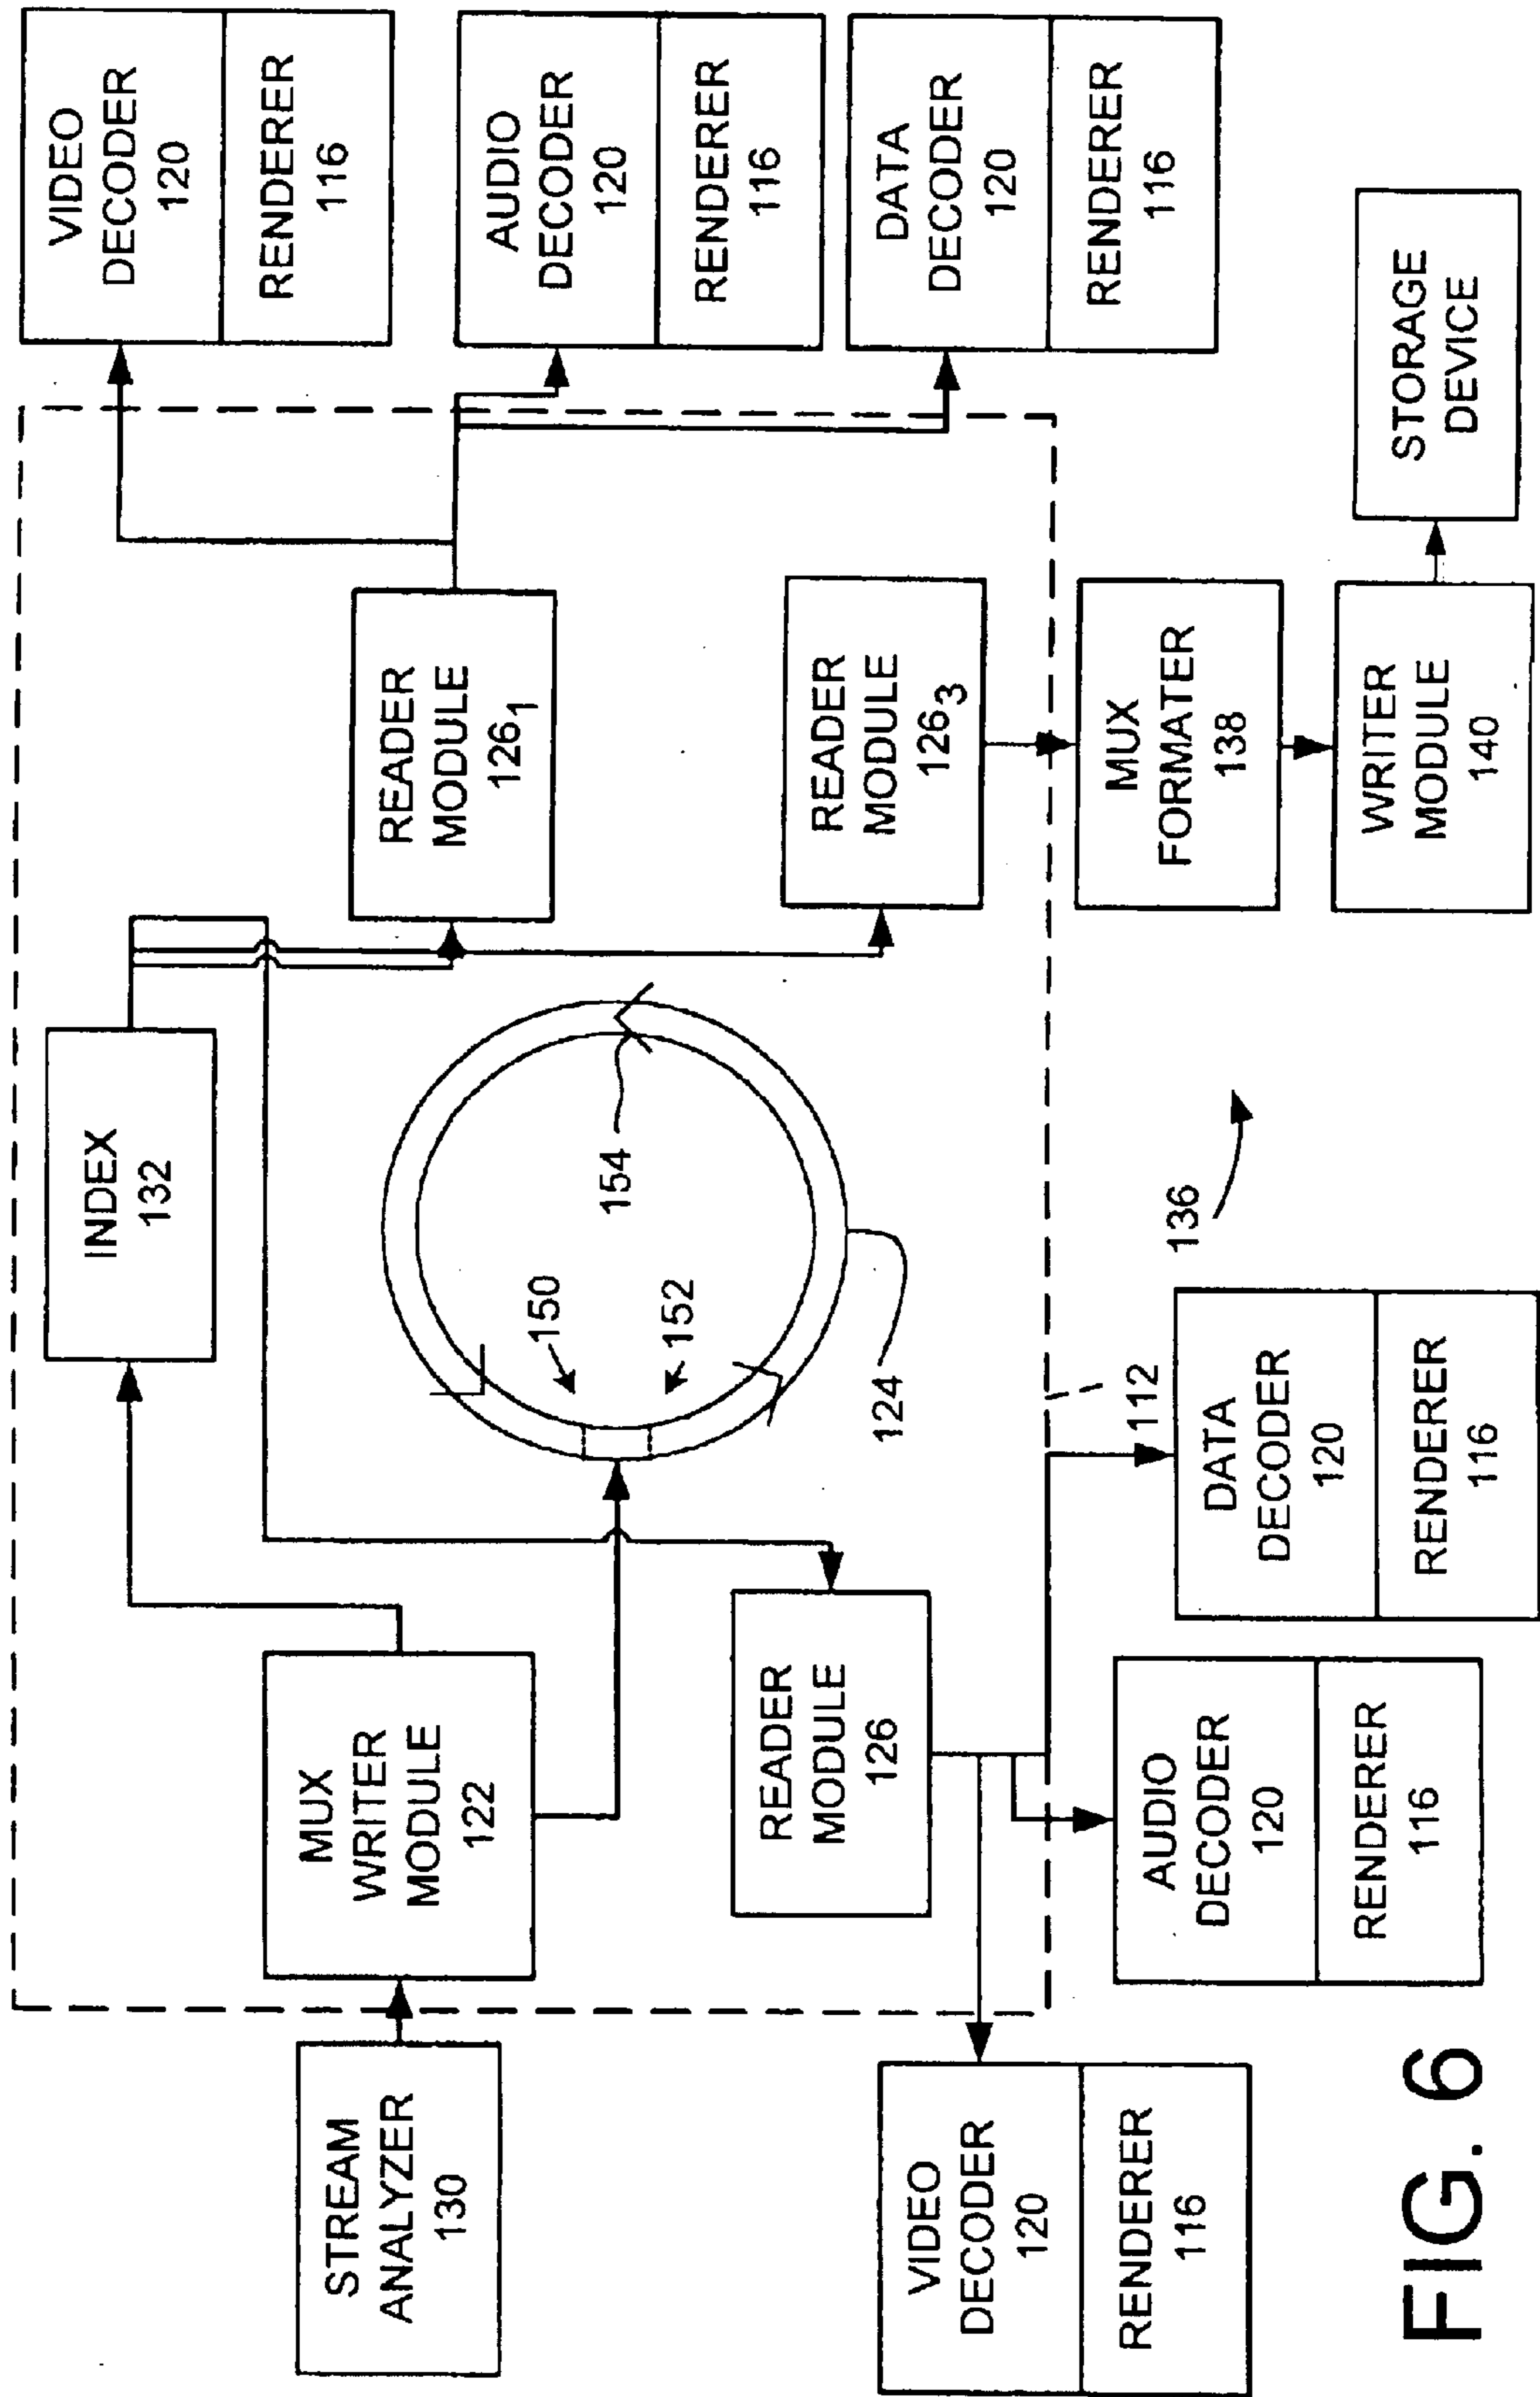 STREAM
ANALYZER
130
MUX
WRITER
MODULE
122
INDEX
132
READER
MODULE
126₁
VIDEO
DECODER
120
RENDERER
116
AUDIO
DECODER
120
RENDERER
116
DATA
DECODER
120
RENDERER
116
150
152
154
124
READER
MODULE
126
READER
MODULE
126₃
112
136
MUX
FORMATER
138
WRITER
MODULE
140
STORAGE
DEVICE
VIDEO
DECODER
120
RENDERER
116
AUDIO
DECODER
120
RENDERER
116
DATA
DECODER
120
RENDERER
116
FIG. 6